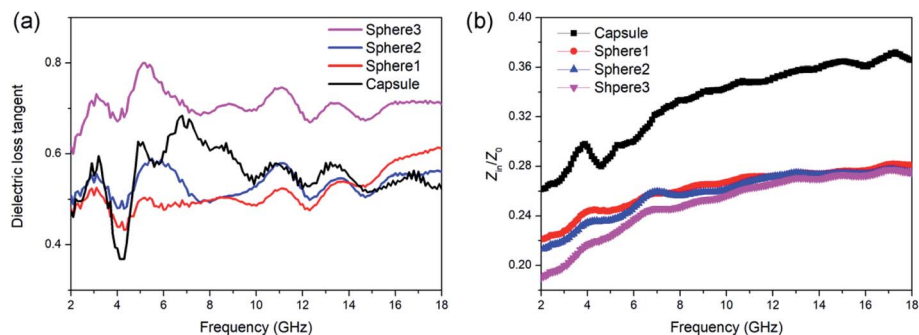 (a)
Sphere3
Sphere2
Sphere1
Capsule
Dielectric loss tangent
0.8
0.6
0.4
2 4 6 8 10 12 14 16 18
Frequency (GHz)
(b)
Capsule
Sphere1
Sphere2
Shpere3
Zin/Z0
0.40
0.36
0.32
0.28
0.24
0.20
2 4 6 8 10 12 14 16 18
Frequency (GHz)